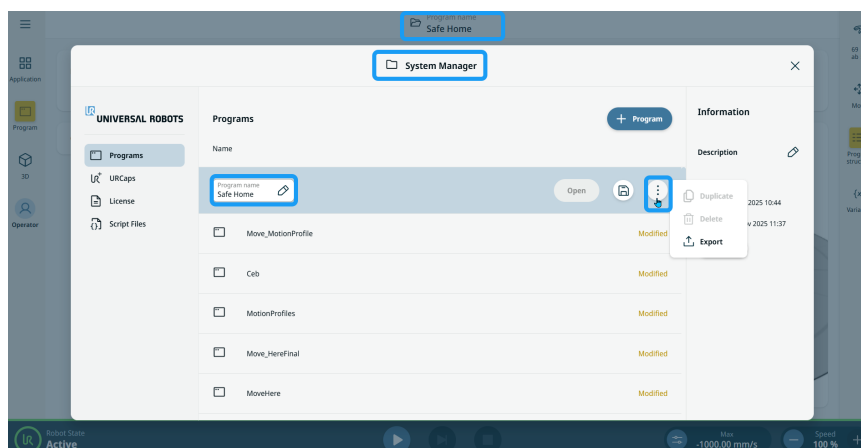 Program name
Safe Home
System Manager
Application
Program
3D
Operator
UNIVERSAL ROBOTS
Programs
URCaps
License
Script Files
Programs
+ Program
Name
Program name
Safe Home
Open
Move_MotionProfile
Modified
Ceb
Modified
MotionProfiles
Modified
Move_HereFinal
Modified
MoveHere
Modified
Information
Description
Duplicate
Delete
Export
2025 10:44
2025 11:37
Robot State
Active
Max
-1000.00 mm/s
Speed
100 %